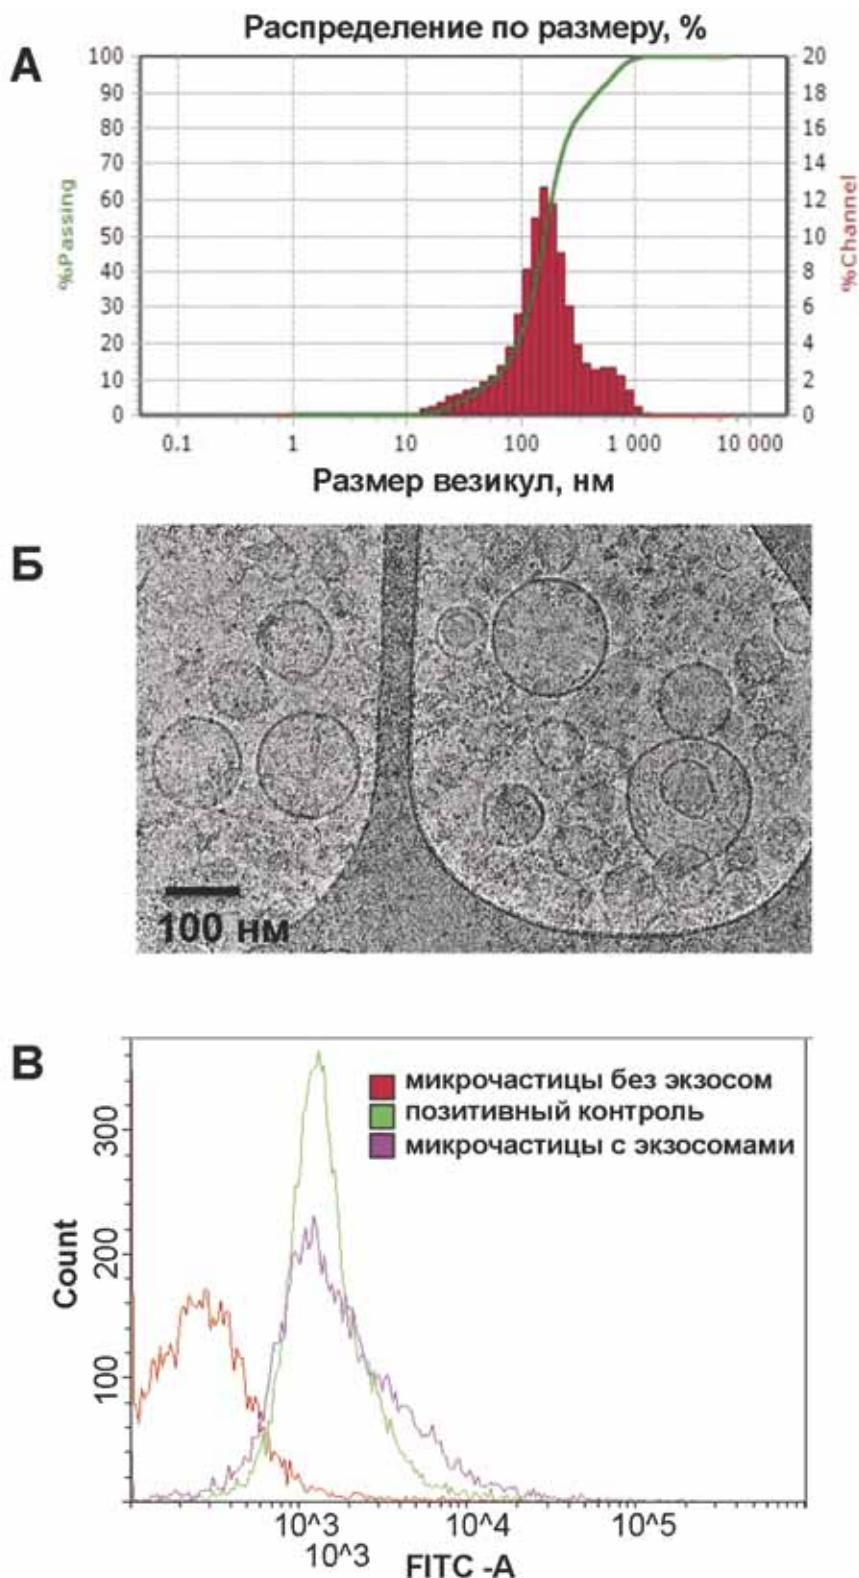 Распределение по размеру, %
А
100
90
80
70
60
50
40
30
20
10
0
%Passing
20
18
16
14
12
10
8
6
4
2
0
%Channel
0.1 1 10 100 1 000 10 000
Размер везикул, нм
Б
100 нм
В
микрочастицы без экзосом
позитивный контроль
микрочастицы с экзосомами
Count
300
200
100
10^3 10^4 10^5
10^3
FITC -A